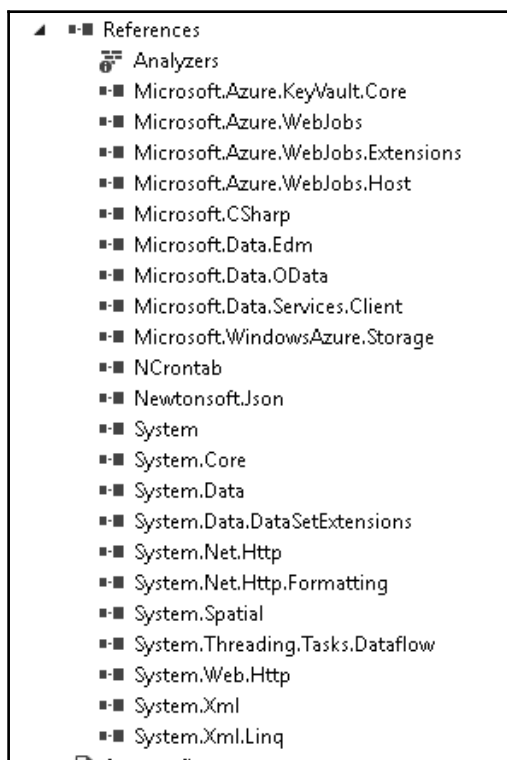 References
Analyzers
Microsoft.Azure.KeyVault.Core
Microsoft.Azure.WebJobs
Microsoft.Azure.WebJobs.Extensions
Microsoft.Azure.WebJobs.Host
Microsoft.CSharp
Microsoft.Data.Edm
Microsoft.Data.OData
Microsoft.Data.Services.Client
Microsoft.WindowsAzure.Storage
NCrontab
Newtonsoft.Json
System
System.Core
System.Data
System.Data.DataSetExtensions
System.Net.Http
System.Net.Http.Formatting
System.Spatial
System.Threading.Tasks.Dataflow
System.Web.Http
System.Xml
System.Xml.Linq